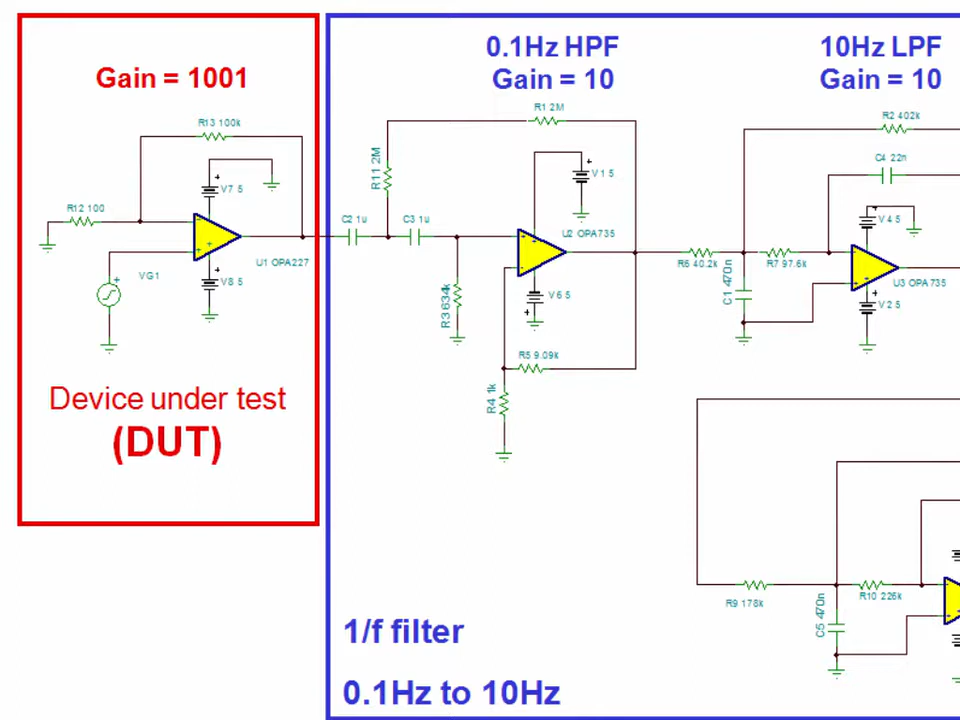 Gain = 1001
0.1Hz HPF
Gain = 10
10Hz LPF
Gain = 10
R13 100k
V7 5
R12 100
U1 OPA227
VG1
V8 5
R1 2M
R11 2M
V1 5
C2 1u
C3 1u
U2 OPA735
R3 634k
V6 5
R5 9.09k
R4 1k
R2 402k
C4 22n
V4 5
R6 40.2k
R7 97.6k
C1 470n
U3 OPA735
V2 5
Device under test
(DUT)
R9 178k
R10 226k
C5 470n
1/f filter
0.1Hz to 10Hz